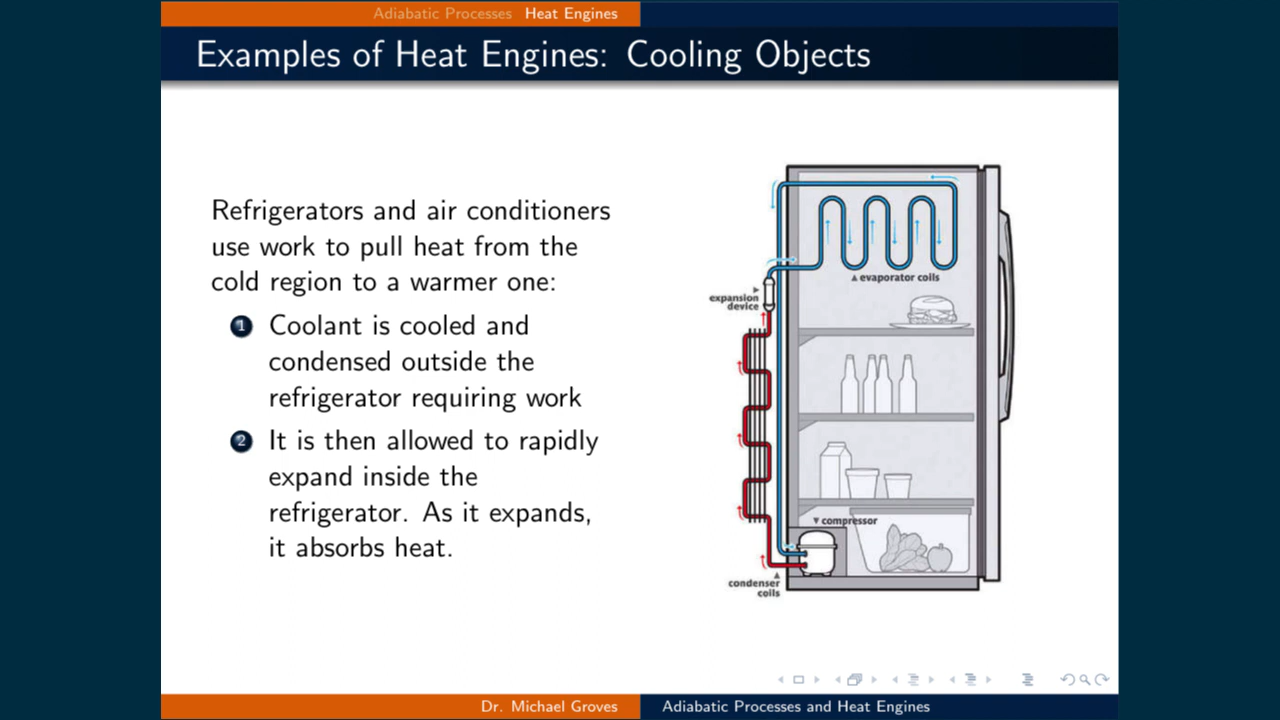 Adiabatic Processes Heat Engines
Examples of Heat Engines: Cooling Objects
Refrigerators and air conditioners
use work to pull heat from the
cold region to a warmer one:
1 Coolant is cooled and
condensed outside the
refrigerator requiring work
2 It is then allowed to rapidly
expand inside the
refrigerator. As it expands,
it absorbs heat.
▲ evaporator coils
expansion
device
▼ compressor
condenser
coils
Dr. Michael Groves
Adiabatic Processes and Heat Engines